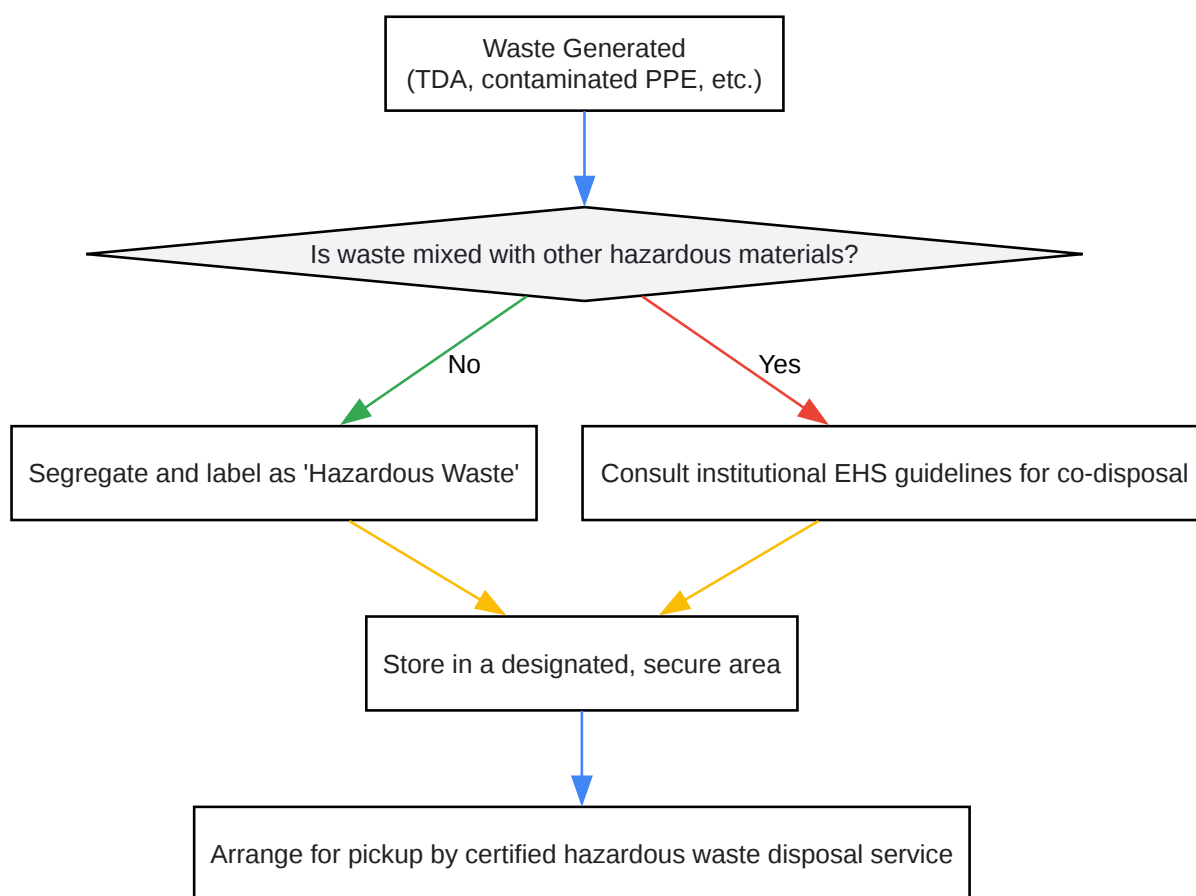 Waste Generated
(TDA, contaminated PPE, etc.)
Is waste mixed with other hazardous materials?
No
Yes
Segregate and label as 'Hazardous Waste'
Consult institutional EHS guidelines for co-disposal
Store in a designated, secure area
Arrange for pickup by certified hazardous waste disposal service